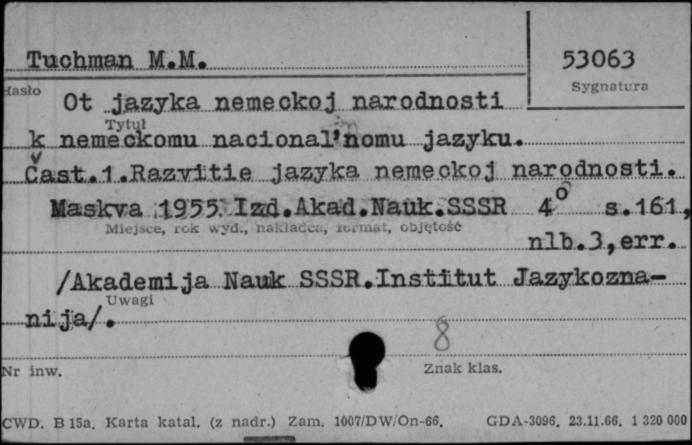 Tuchman M.M.
53063
Hasło
Sygnatura
Ot jazyka nemeckoj narodnosti
Tytuł
k nemeckomu nacional'nomu jazyku.
Čast.1.Razvitie jazyka nemeckoj narodnosti.
Maskva 1955 Izd.Akad.Nauk.SSSR 4° s.161,
Miejsce, rok wyd., nakładca, format, objętość
nlb.3,err.
/Akademija Nauk SSSR.Institut Jazykozna-
Uwagi
nija/.
8
Nr inw.
Znak klas.
CWD. B 15a. Karta katal. (z nadr.) Zam. 1007/DW/On-66. GDA-3096. 23.11.66. 1 320 000